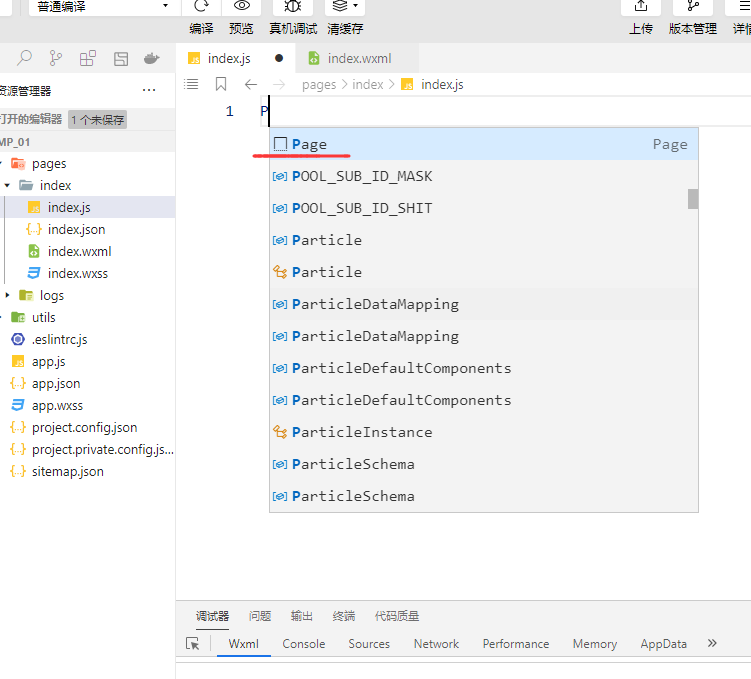 普通编译
编译 预览 真机调试 清缓存 上传 版本管理
index.js index.wxml
资源管理器
pages > index > index.js
打开的编辑器 1 个未保存
1 P
MP_01
pages
index
index.js
index.json
index.wxml
index.wxss
logs
utils
.eslintrc.js
app.js
app.json
app.wxss
project.config.json
project.private.config.js...
sitemap.json
Page Page
POOL_SUB_ID_MASK
POOL_SUB_ID_SHIT
Particle
Particle
ParticleDataMapping
ParticleDataMapping
ParticleDefaultComponents
ParticleDefaultComponents
ParticleInstance
ParticleSchema
ParticleSchema
调试器 问题 输出 终端 代码质量
Wxml Console Sources Network Performance Memory AppData